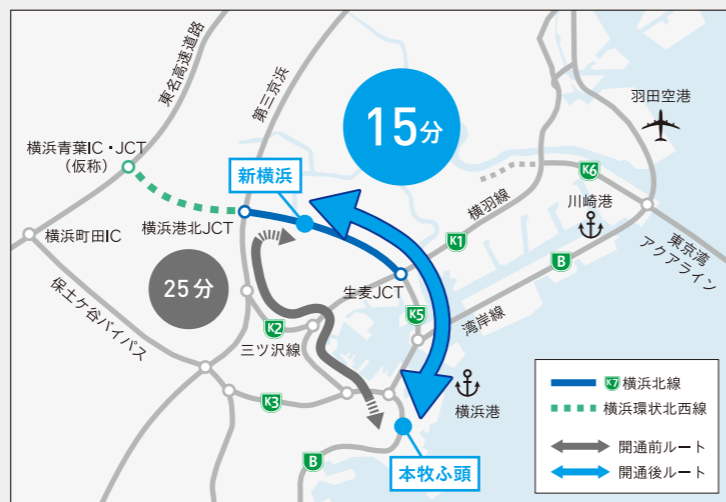 東名高速道路
第三京浜
15分
羽田空港
横浜青葉IC・JCT
（仮称）
新横浜
横羽線
K6
川崎港
横浜港北JCT
横浜町田IC
K1
B
東京湾
アクアライン
25分
生麦JCT
保土ケ谷バイパス
K2
K5
湾岸線
三ツ沢線
K3
横浜港
B
本牧ふ頭
K7 横浜北線
横浜環状北西線
開通前ルート
開通後ルート